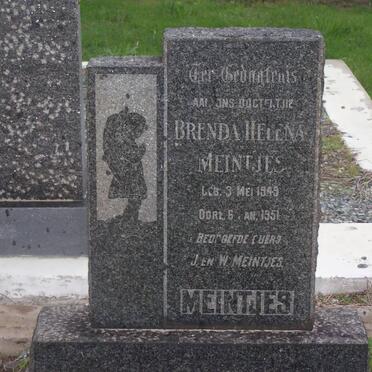 Ter Gedagtenis
AAN ONS DOGTERTJIE
BRENDA HELENA
MEINTJES
GEB. 3 MEI 1949
OORL. 6 JAN. 1951
BEDROEFDE OUERS
J. EN W. MEINTJES.
MEINTJES